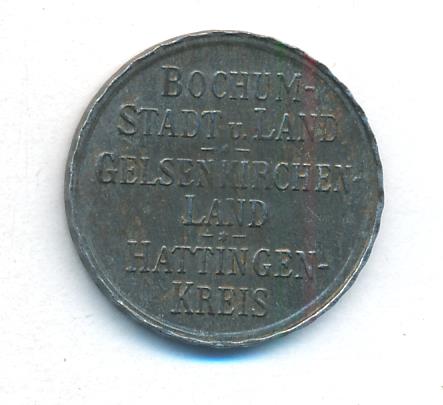 BOCHUM-
STADT u. LAND
GELSENKIRCHEN-
LAND
HATTINGEN-
KREIS